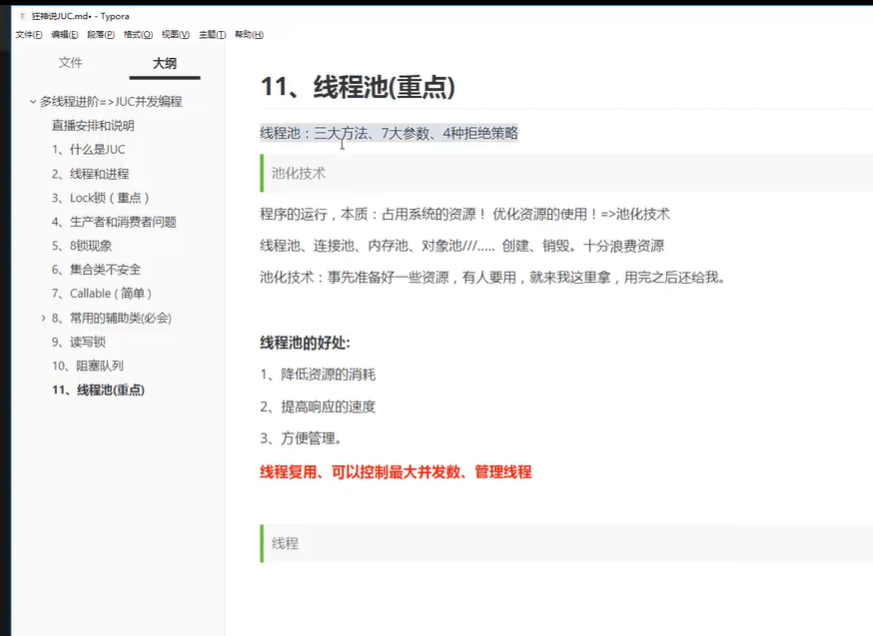 狂神说JUC.md• - Typora
文件(F) 编辑(E) 段落(P) 格式(O) 视图(V) 主题(T) 帮助(H)
文件 大纲
多线程进阶=>JUC并发编程
直播安排和说明
1、什么是JUC
2、线程和进程
3、Lock锁（重点）
4、生产者和消费者问题
5、8锁现象
6、集合类不安全
7、Callable（简单）
8、常用的辅助类(必会)
9、读写锁
10、阻塞队列
11、线程池(重点)
11、线程池(重点)
线程池：三大方法、7大参数、4种拒绝策略
池化技术
程序的运行，本质：占用系统的资源！ 优化资源的使用！=>池化技术
线程池、连接池、内存池、对象池///..... 创建、销毁。十分浪费资源
池化技术：事先准备好一些资源，有人要用，就来我这里拿，用完之后还给我。
线程池的好处:
1、降低资源的消耗
2、提高响应的速度
3、方便管理。
线程复用、可以控制最大并发数、管理线程
线程